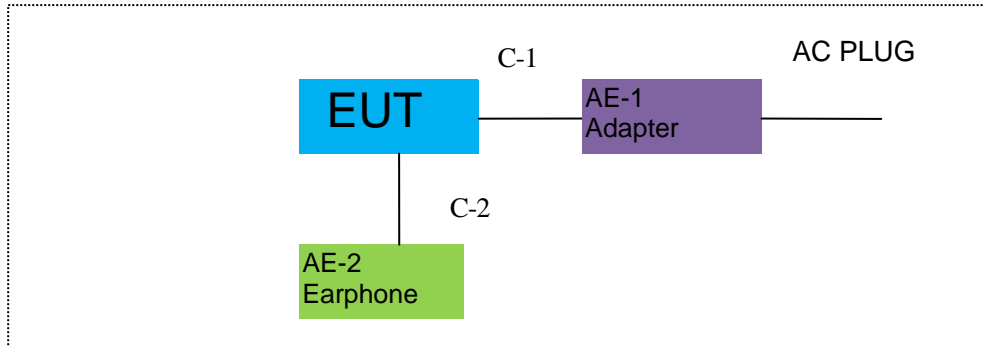 C-1
AC PLUG
EUT
AE-1
Adapter
C-2
AE-2
Earphone